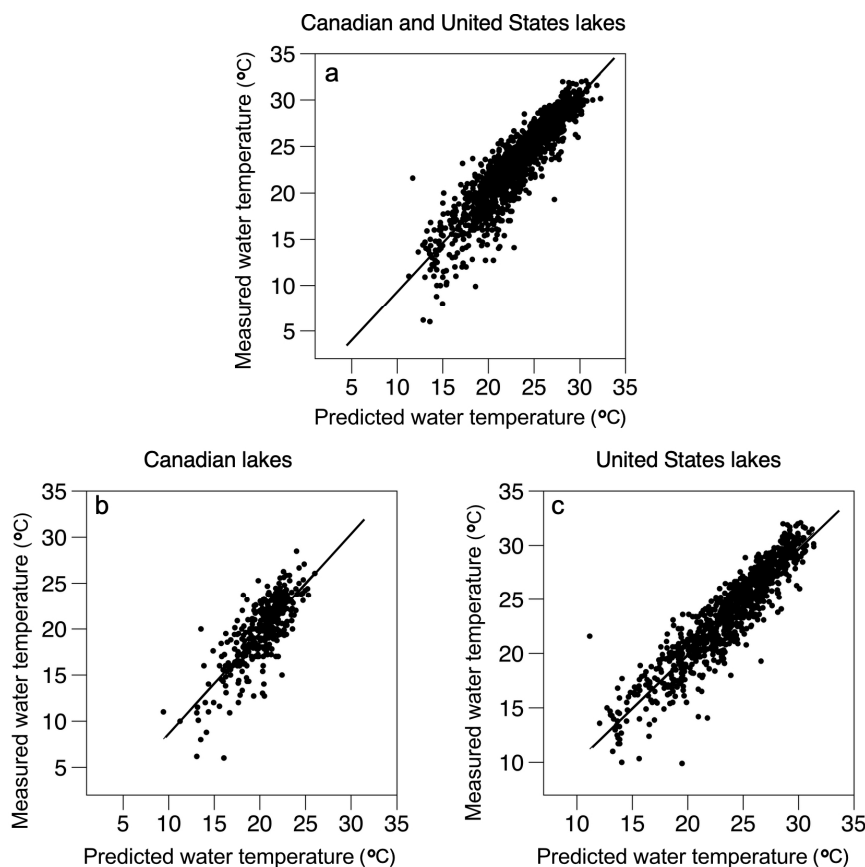 Canadian and United States lakes
a
Measured water temperature (ºC)
35
30
25
20
15
10
5
5 10 15 20 25 30 35
Predicted water temperature (ºC)
Canadian lakes
b
Measured water temperature (ºC)
35
30
25
20
15
10
5
5 10 15 20 25 30 35
Predicted water temperature (ºC)
United States lakes
c
Measured water temperature (ºC)
35
30
25
20
15
10
10 15 20 25 30 35
Predicted water temperature (ºC)